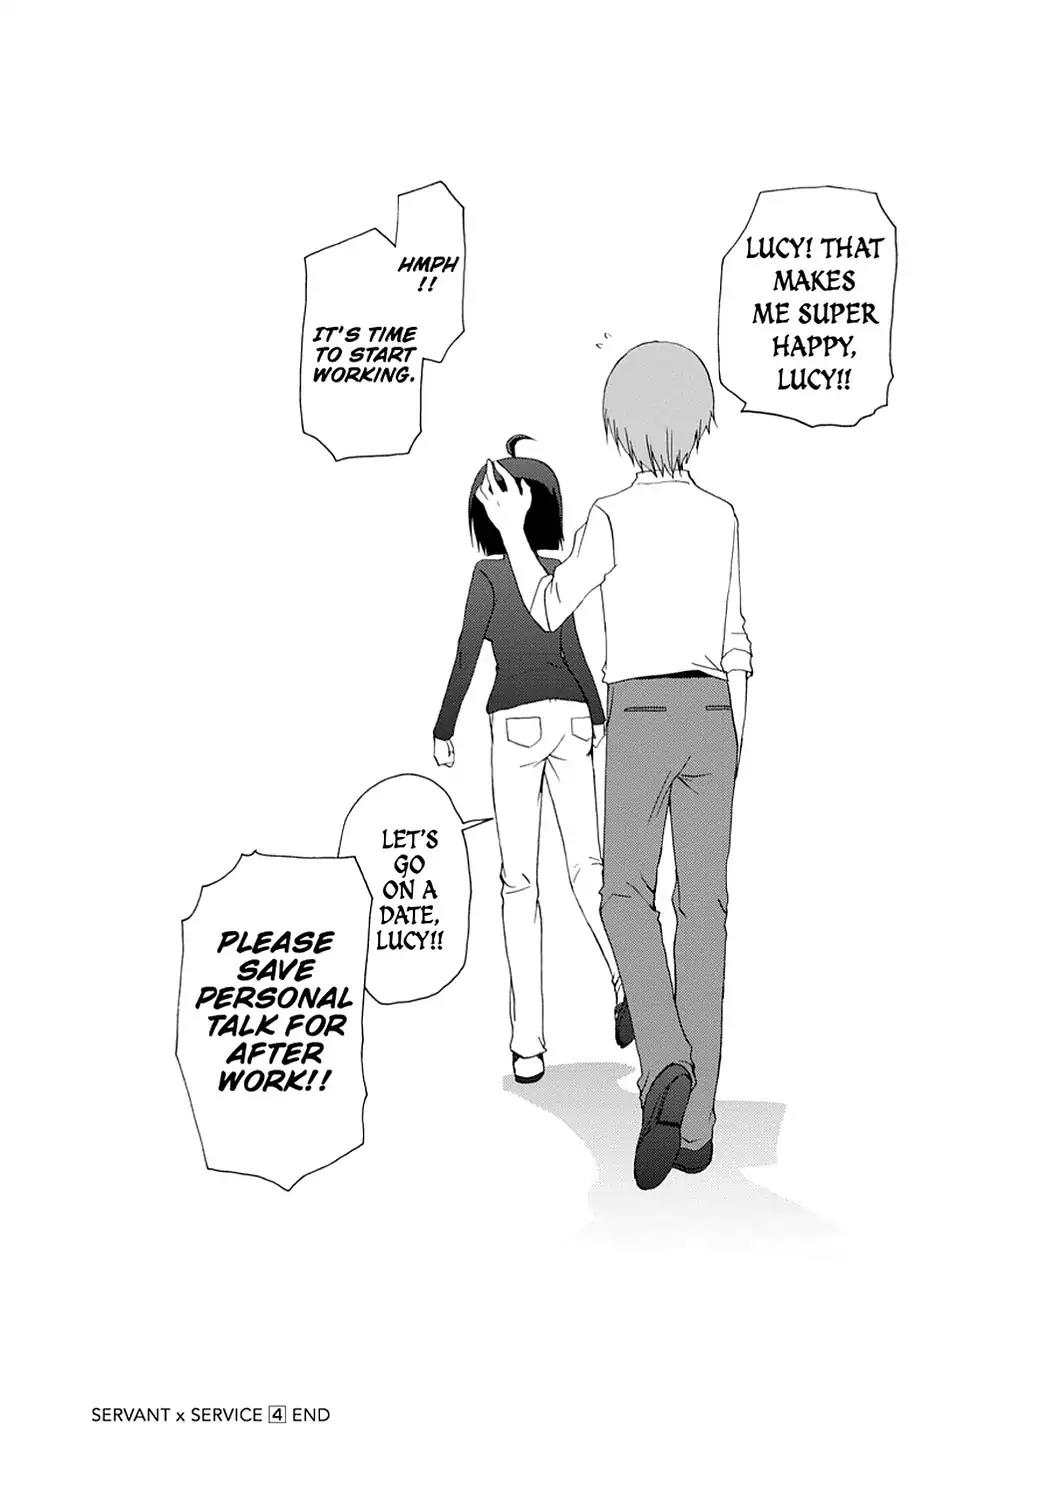 LUCY! THAT
MAKES
ME SUPER
HAPPY,
LUCY!!
HMPH
!!
IT'S TIME
TO START
WORKING.
LET'S
GO
ON A
DATE,
LUCY!!
PLEASE
SAVE
PERSONAL
TALK FOR
AFTER
WORK!!
SERVANT x SERVICE 4 END